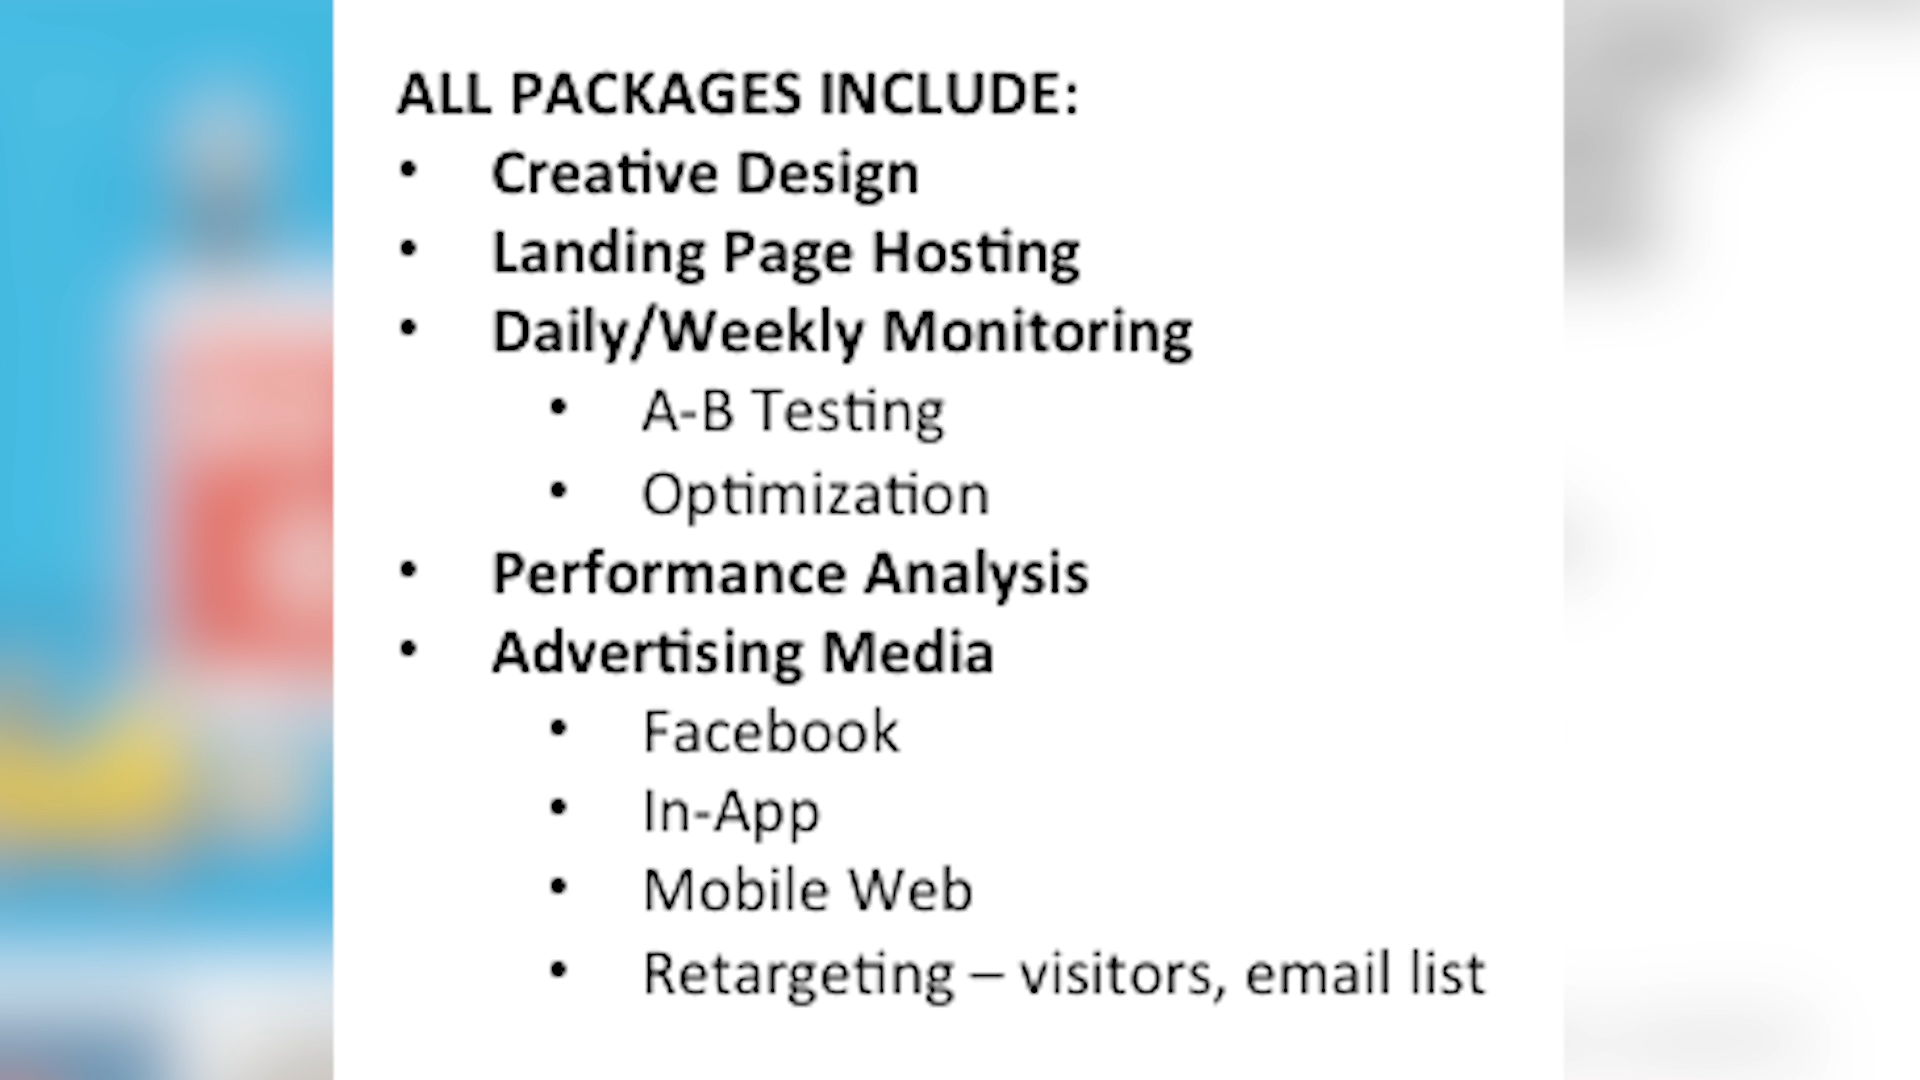 ALL PACKAGES INCLUDE:
• Creative Design
• Landing Page Hosting
• Daily/Weekly Monitoring
• A-B Testing
• Optimization
• Performance Analysis
• Advertising Media
• Facebook
• In-App
• Mobile Web
• Retargeting – visitors, email list